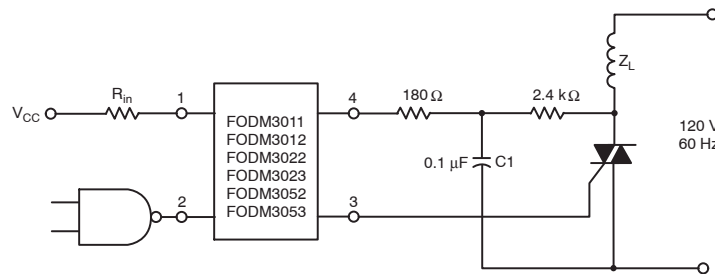 Z_L
R_in
1
4
180 Ω
2.4 kΩ
V_CC
FODM3011
FODM3012
FODM3022
FODM3023
FODM3052
FODM3053
120 V
60 Hz
0.1 µF
C1
2
3